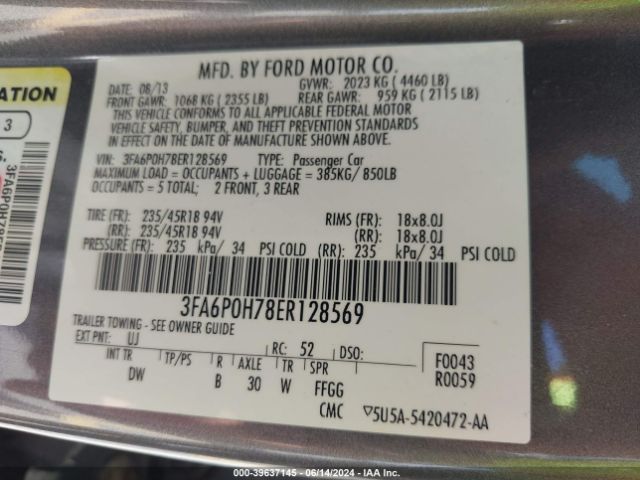 ATION
3
3FA6P0H78E
MFD. BY FORD MOTOR CO.
DATE: 08/13 GVWR: 2023 KG ( 4460 LB)
FRONT GAWR: 1068 KG ( 2355 LB) REAR GAWR: 959 KG ( 2115 LB)
THIS VEHICLE CONFORMS TO ALL APPLICABLE FEDERAL MOTOR
VEHICLE SAFETY, BUMPER, AND THEFT PREVENTION STANDARDS
IN EFFECT ON THE DATE OF MANUFACTURE SHOWN ABOVE.
VIN: 3FA6P0H78ER128569 TYPE: Passenger Car
MAXIMUM LOAD = OCCUPANTS + LUGGAGE = 385KG/ 850LB
OCCUPANTS = 5 TOTAL; 2 FRONT, 3 REAR
TIRE (FR): 235/45R18 94V RIMS (FR): 18x8.0J
(RR): 235/45R18 94V (RR): 18x8.0J
PRESSURE (FR): 235 kPa/ 34 PSI COLD (RR): 235 kPa/ 34 PSI COLD
3FA6P0H78ER128569
TRAILER TOWING - SEE OWNER GUIDE
EXT PNT: UJ RC: 52 DSO: F0043
INT TR TP/PS R AXLE TR SPR R0059
DW B 30 W FFGG
CMC ▽5U5A-5420472-AA
000-39637145 - 06/14/2024 - IAA Inc.